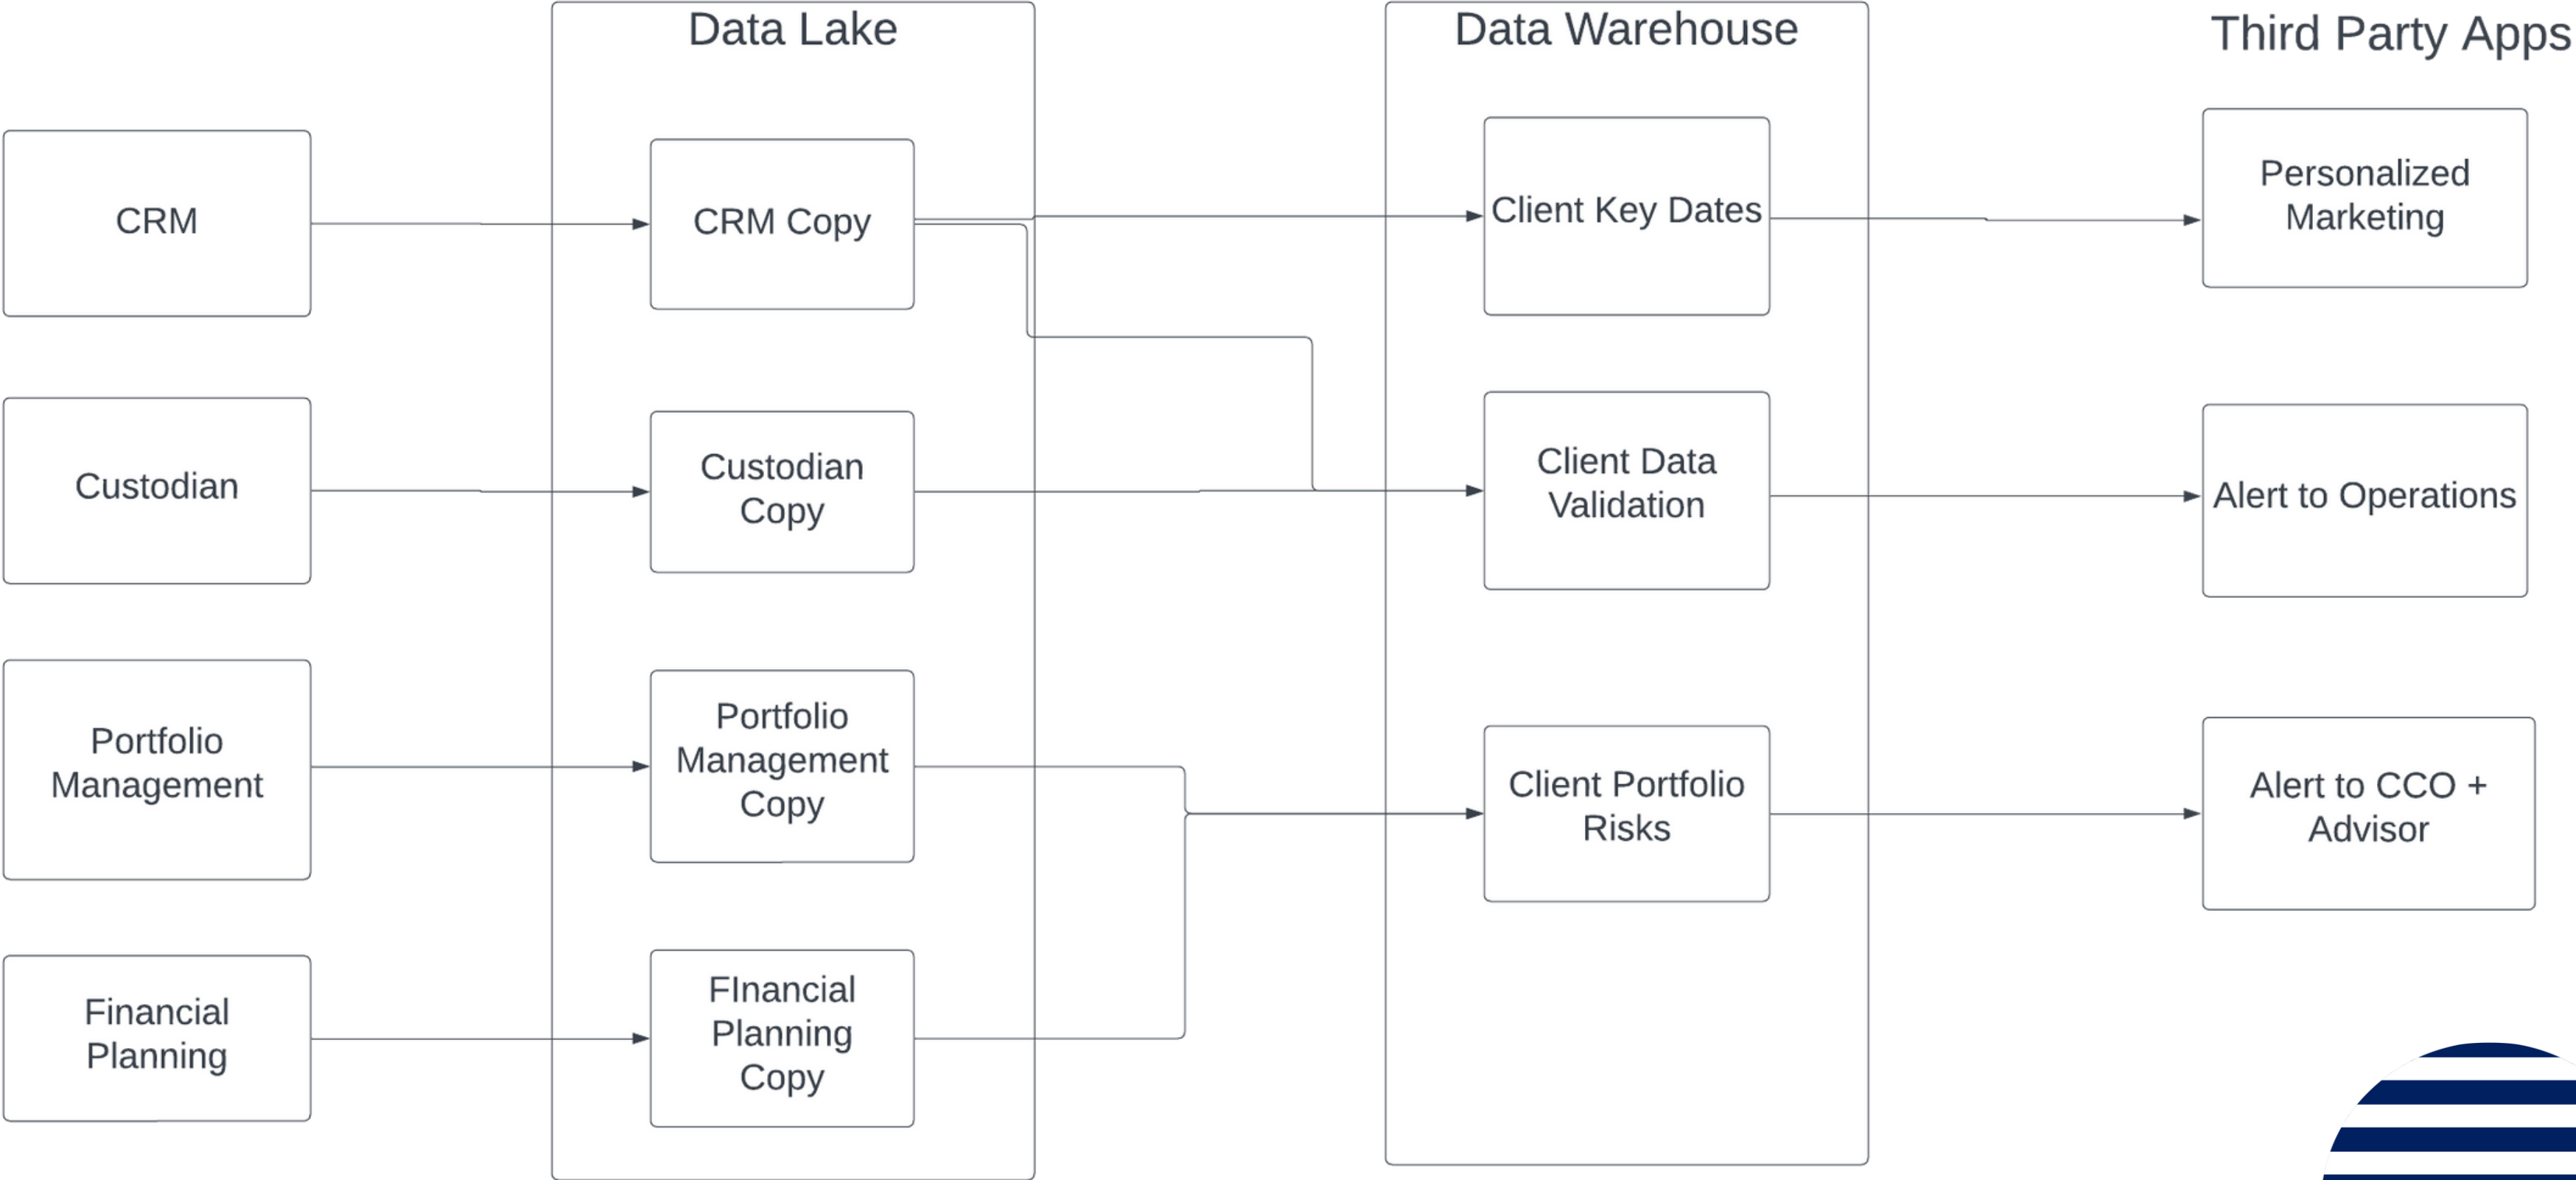 Data Lake
Data Warehouse
Third Party Apps
CRM
CRM Copy
Client Key Dates
Personalized
Marketing
Custodian
Custodian
Copy
Client Data
Validation
Alert to Operations
Portfolio
Management
Portfolio
Management
Copy
Client Portfolio
Risks
Alert to CCO +
Advisor
Financial
Planning
FInancial
Planning
Copy